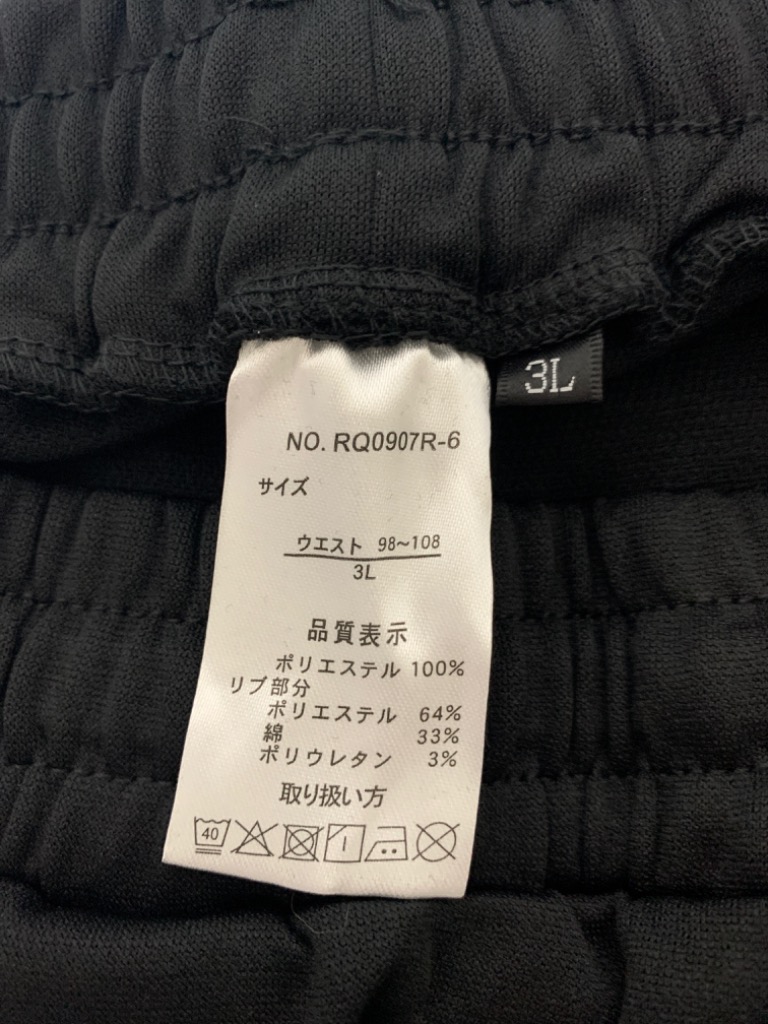 3L
NO. RQ0907R-6
サイズ
ウエスト 98~108
3L
品質表示
ポリエステル 100%
リブ部分
ポリエステル 64%
綿 33%
ポリウレタン 3%
取り扱い方
40